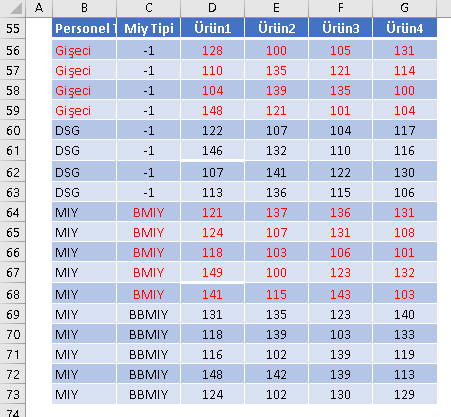 A B C D E F G
55 Personel T Miy Tipi Ürün1 Ürün2 Ürün3 Ürün4
56 Gişeci -1 128 100 105 131
57 Gişeci -1 110 135 121 114
58 Gişeci -1 104 139 135 100
59 Gişeci -1 148 121 101 104
60 DSG -1 122 107 104 117
61 DSG -1 146 132 110 116
62 DSG -1 107 141 122 130
63 DSG -1 113 136 115 106
64 MIY BMIY 121 137 136 131
65 MIY BMIY 124 107 131 108
66 MIY BMIY 118 103 106 101
67 MIY BMIY 149 100 123 132
68 MIY BMIY 141 115 143 103
69 MIY BBMIY 131 135 123 140
70 MIY BBMIY 118 139 103 133
71 MIY BBMIY 116 102 139 119
72 MIY BBMIY 148 142 139 113
73 MIY BBMIY 124 102 130 129
74